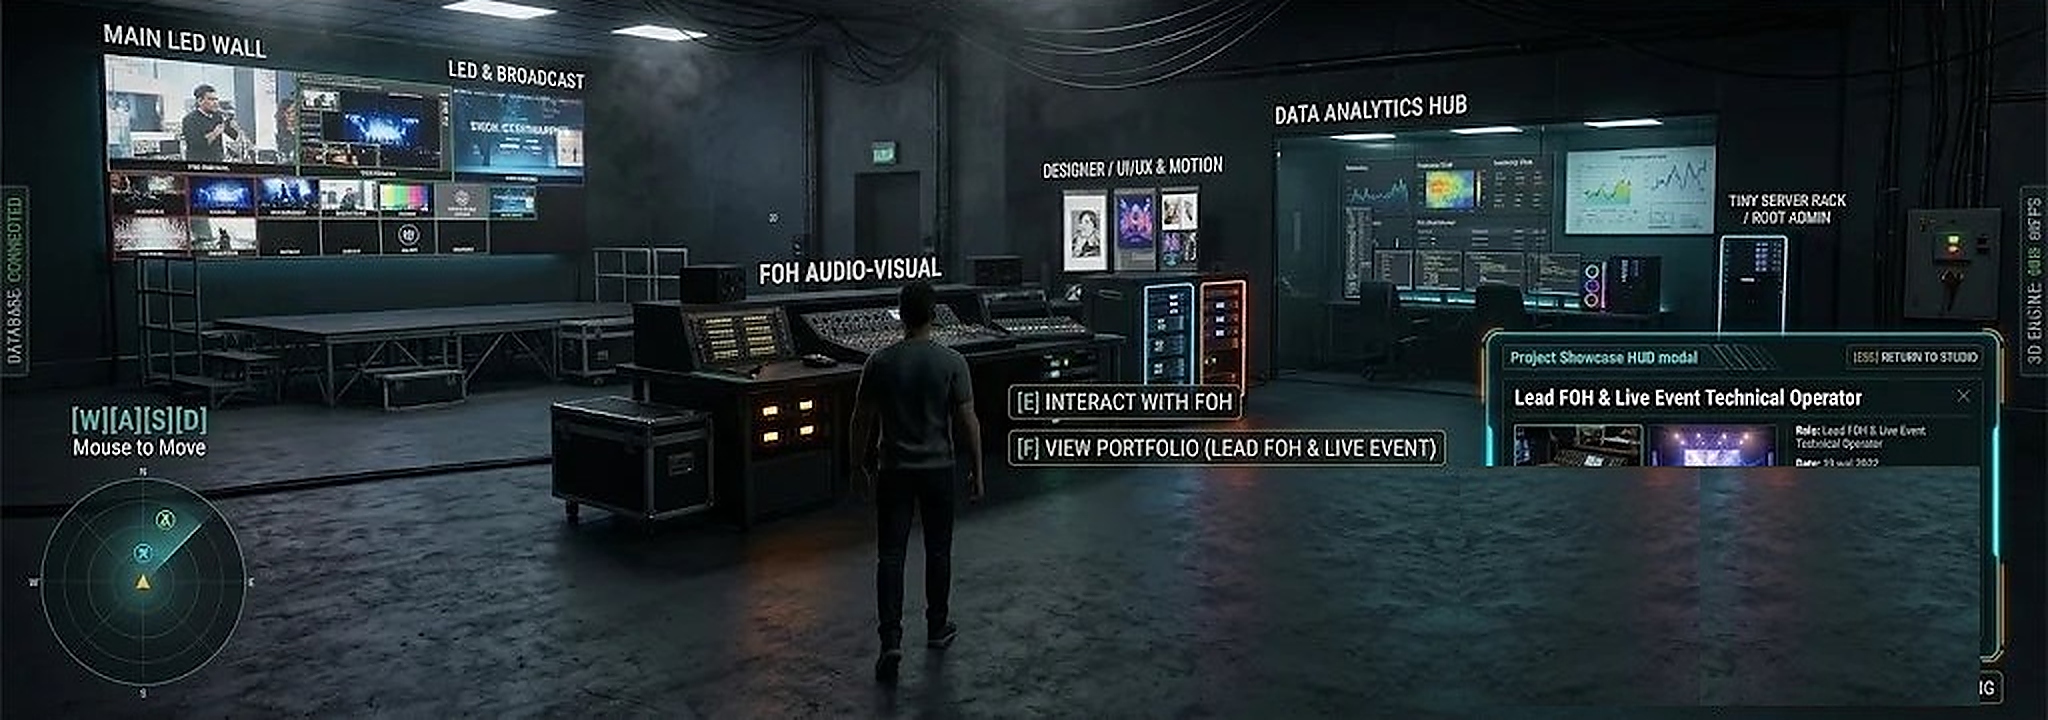 MAIN LED WALL
LED & BROADCAST
DATA ANALYTICS HUB
DESIGNER / UI/UX & MOTION
TINY SERVER RACK
/ ROOT ADMIN
FOH AUDIO-VISUAL
DATABASE CONNECTED
3D ENGINE
Project Showcase HUD modal
RETURN TO STUDIO
Lead FOH & Live Event Technical Operator
Role: Lead FOH & Live Event
Technical Operator
[E] INTERACT WITH FOH
[F] VIEW PORTFOLIO (LEAD FOH & LIVE EVENT)
[W][A][S][D]
Mouse to Move
N
W
E
S